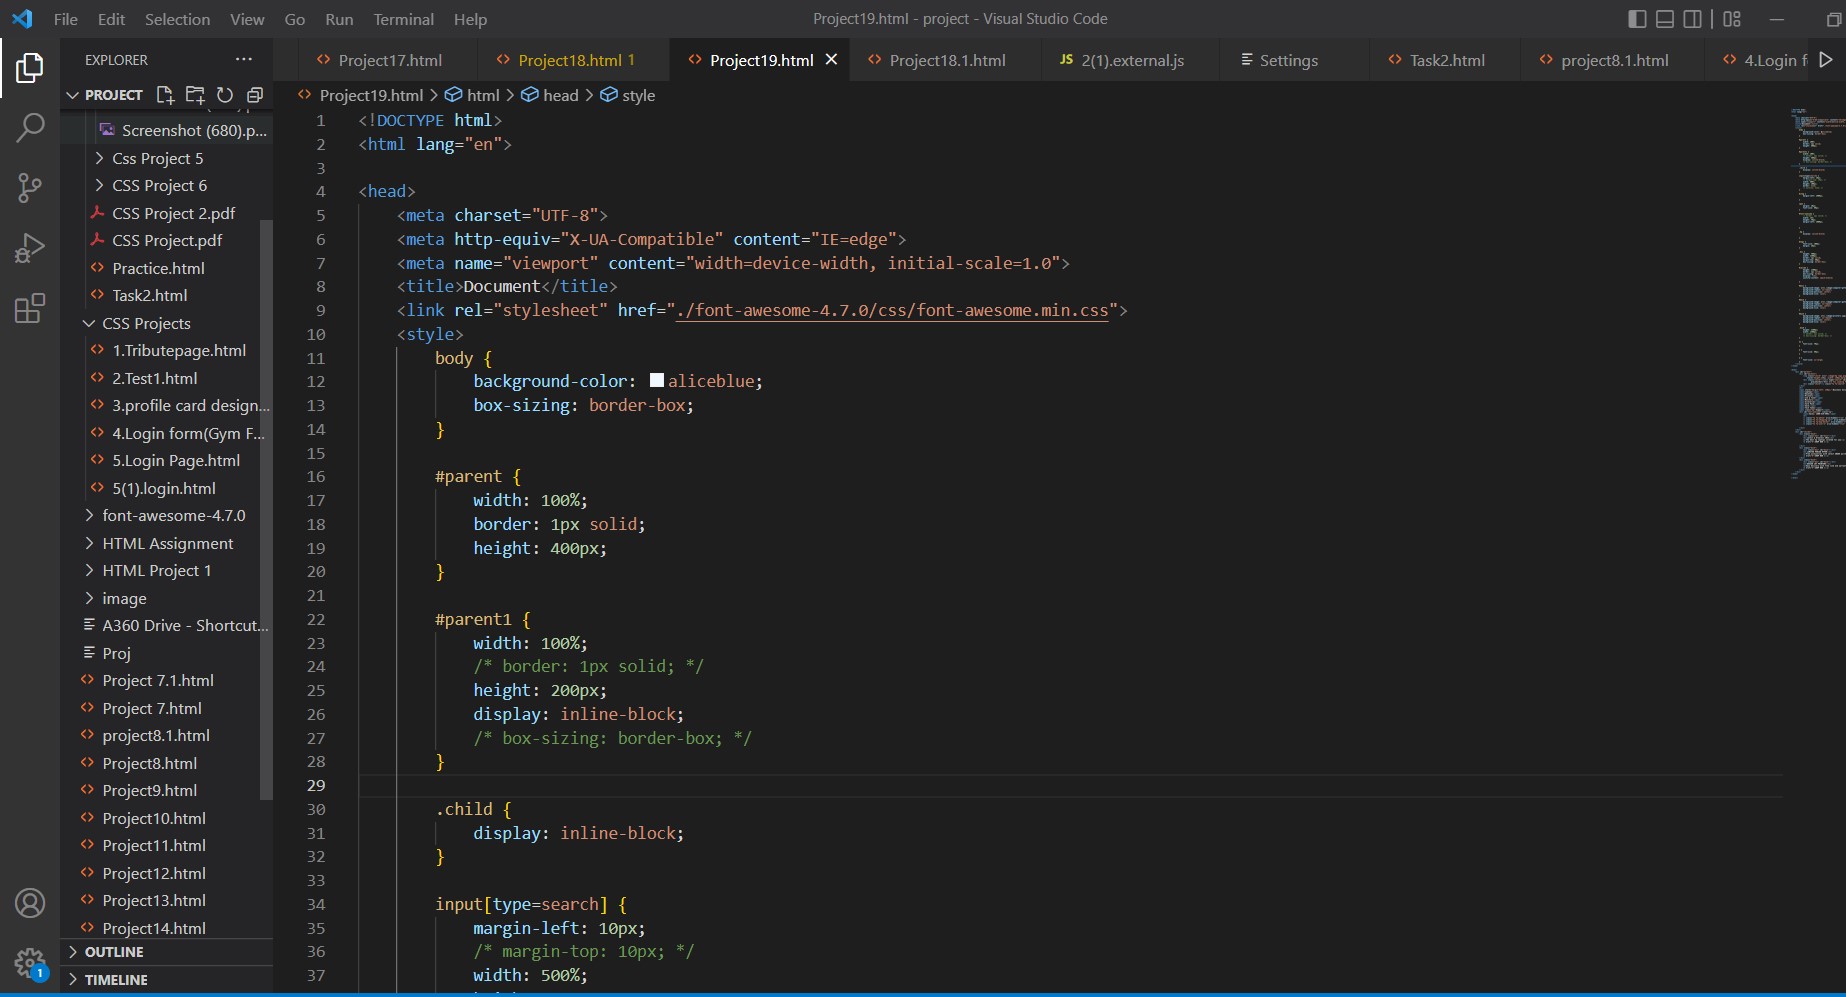 File Edit Selection View Go Run Terminal Help
Project19.html - project - Visual Studio Code
EXPLORER ...
PROJECT
Screenshot (680).p...
Css Project 5
CSS Project 6
CSS Project 2.pdf
CSS Project.pdf
Practice.html
Task2.html
CSS Projects
1.Tributepage.html
2.Test1.html
3.profile card design...
4.Login form(Gym F...
5.Login Page.html
5(1).login.html
font-awesome-4.7.0
HTML Assignment
HTML Project 1
image
A360 Drive - Shortcut...
Proj
Project 7.1.html
Project 7.html
project8.1.html
Project8.html
Project9.html
Project10.html
Project11.html
Project12.html
Project13.html
Project14.html
OUTLINE
TIMELINE
1
Project17.html Project18.html 1 Project19.html Project18.1.html JS 2(1).external.js Settings Task2.html project8.1.html 4.Login f
Project19.html > html > head > style
1 <!DOCTYPE html>
2 <html lang="en">
3
4 <head>
5 <meta charset="UTF-8">
6 <meta http-equiv="X-UA-Compatible" content="IE=edge">
7 <meta name="viewport" content="width=device-width, initial-scale=1.0">
8 <title>Document</title>
9 <link rel="stylesheet" href="./font-awesome-4.7.0/css/font-awesome.min.css">
10 <style>
11 body {
12 background-color: aliceblue;
13 box-sizing: border-box;
14 }
15
16 #parent {
17 width: 100%;
18 border: 1px solid;
19 height: 400px;
20 }
21
22 #parent1 {
23 width: 100%;
24 /* border: 1px solid; */
25 height: 200px;
26 display: inline-block;
27 /* box-sizing: border-box; */
28 }
29
30 .child {
31 display: inline-block;
32 }
33
34 input[type=search] {
35 margin-left: 10px;
36 /* margin-top: 10px; */
37 width: 500%;